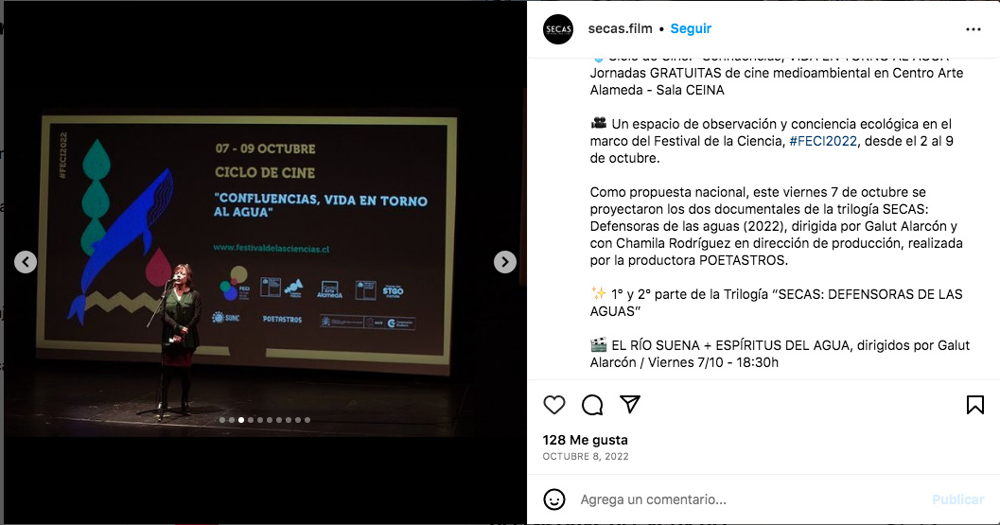 #FECI2022
07 - 09 OCTUBRE
CICLO DE CINE
"CONFLUENCIAS, VIDA EN TORNO
AL AGUA"
www.festivaldelasciencias.cl
FECI
Centro
Arte
AlamedA
STGO
SUNC
POETASTROS
SECAS
secas.film • Seguir
Ciclo de Cine: "Confluencias, VIDA EN TORNO AL AGUA"
Jornadas GRATUITAS de cine medioambiental en Centro Arte
Alameda - Sala CEINA
Un espacio de observación y conciencia ecológica en el
marco del Festival de la Ciencia, #FECI2022, desde el 2 al 9
de octubre.
Como propuesta nacional, este viernes 7 de octubre se
proyectaron los dos documentales de la trilogía SECAS:
Defensoras de las aguas (2022), dirigida por Galut Alarcón y
con Chamila Rodríguez en dirección de producción, realizada
por la productora POETASTROS.
✨ 1° y 2° parte de la Trilogía “SECAS: DEFENSORAS DE LAS
AGUAS”
🎬 EL RÍO SUENA + ESPÍRITUS DEL AGUA, dirigidos por Galut
Alarcón / Viernes 7/10 - 18:30h
128 Me gusta
OCTUBRE 8, 2022
Agrega un comentario...
Publicar